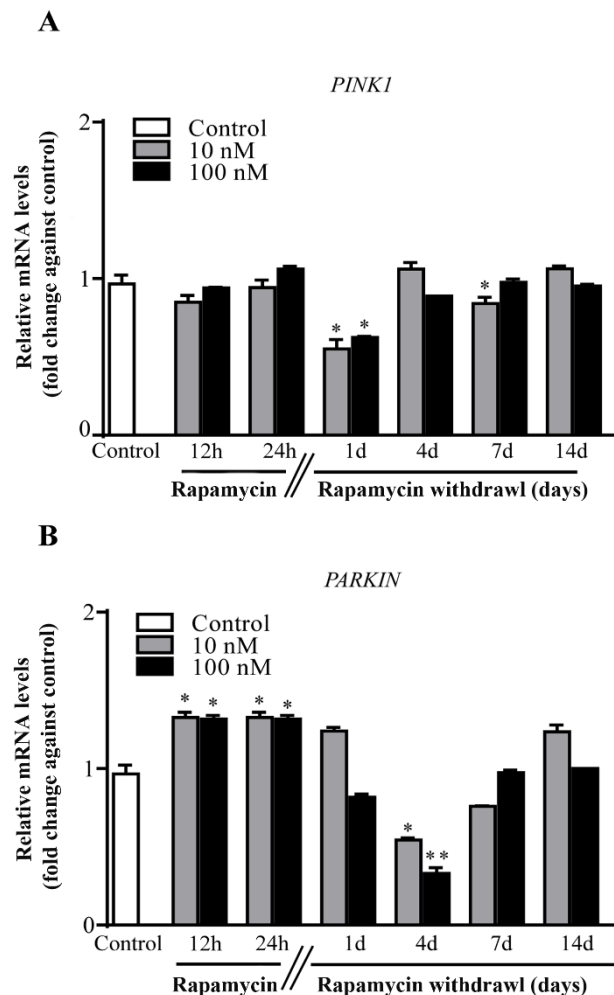 A
PINK1
2
Control
10 nM
100 nM
Relative mRNA levels
(fold change against control)
1
*
* *
0
Control 12h 24h 1d 4d 7d 14d
Rapamycin // Rapamycin withdrawl (days)
B
PARKIN
2
Control
10 nM
100 nM
Relative mRNA levels
(fold change against control)
* * * *
1
*
**
0
Control 12h 24h 1d 4d 7d 14d
Rapamycin // Rapamycin withdrawl (days)